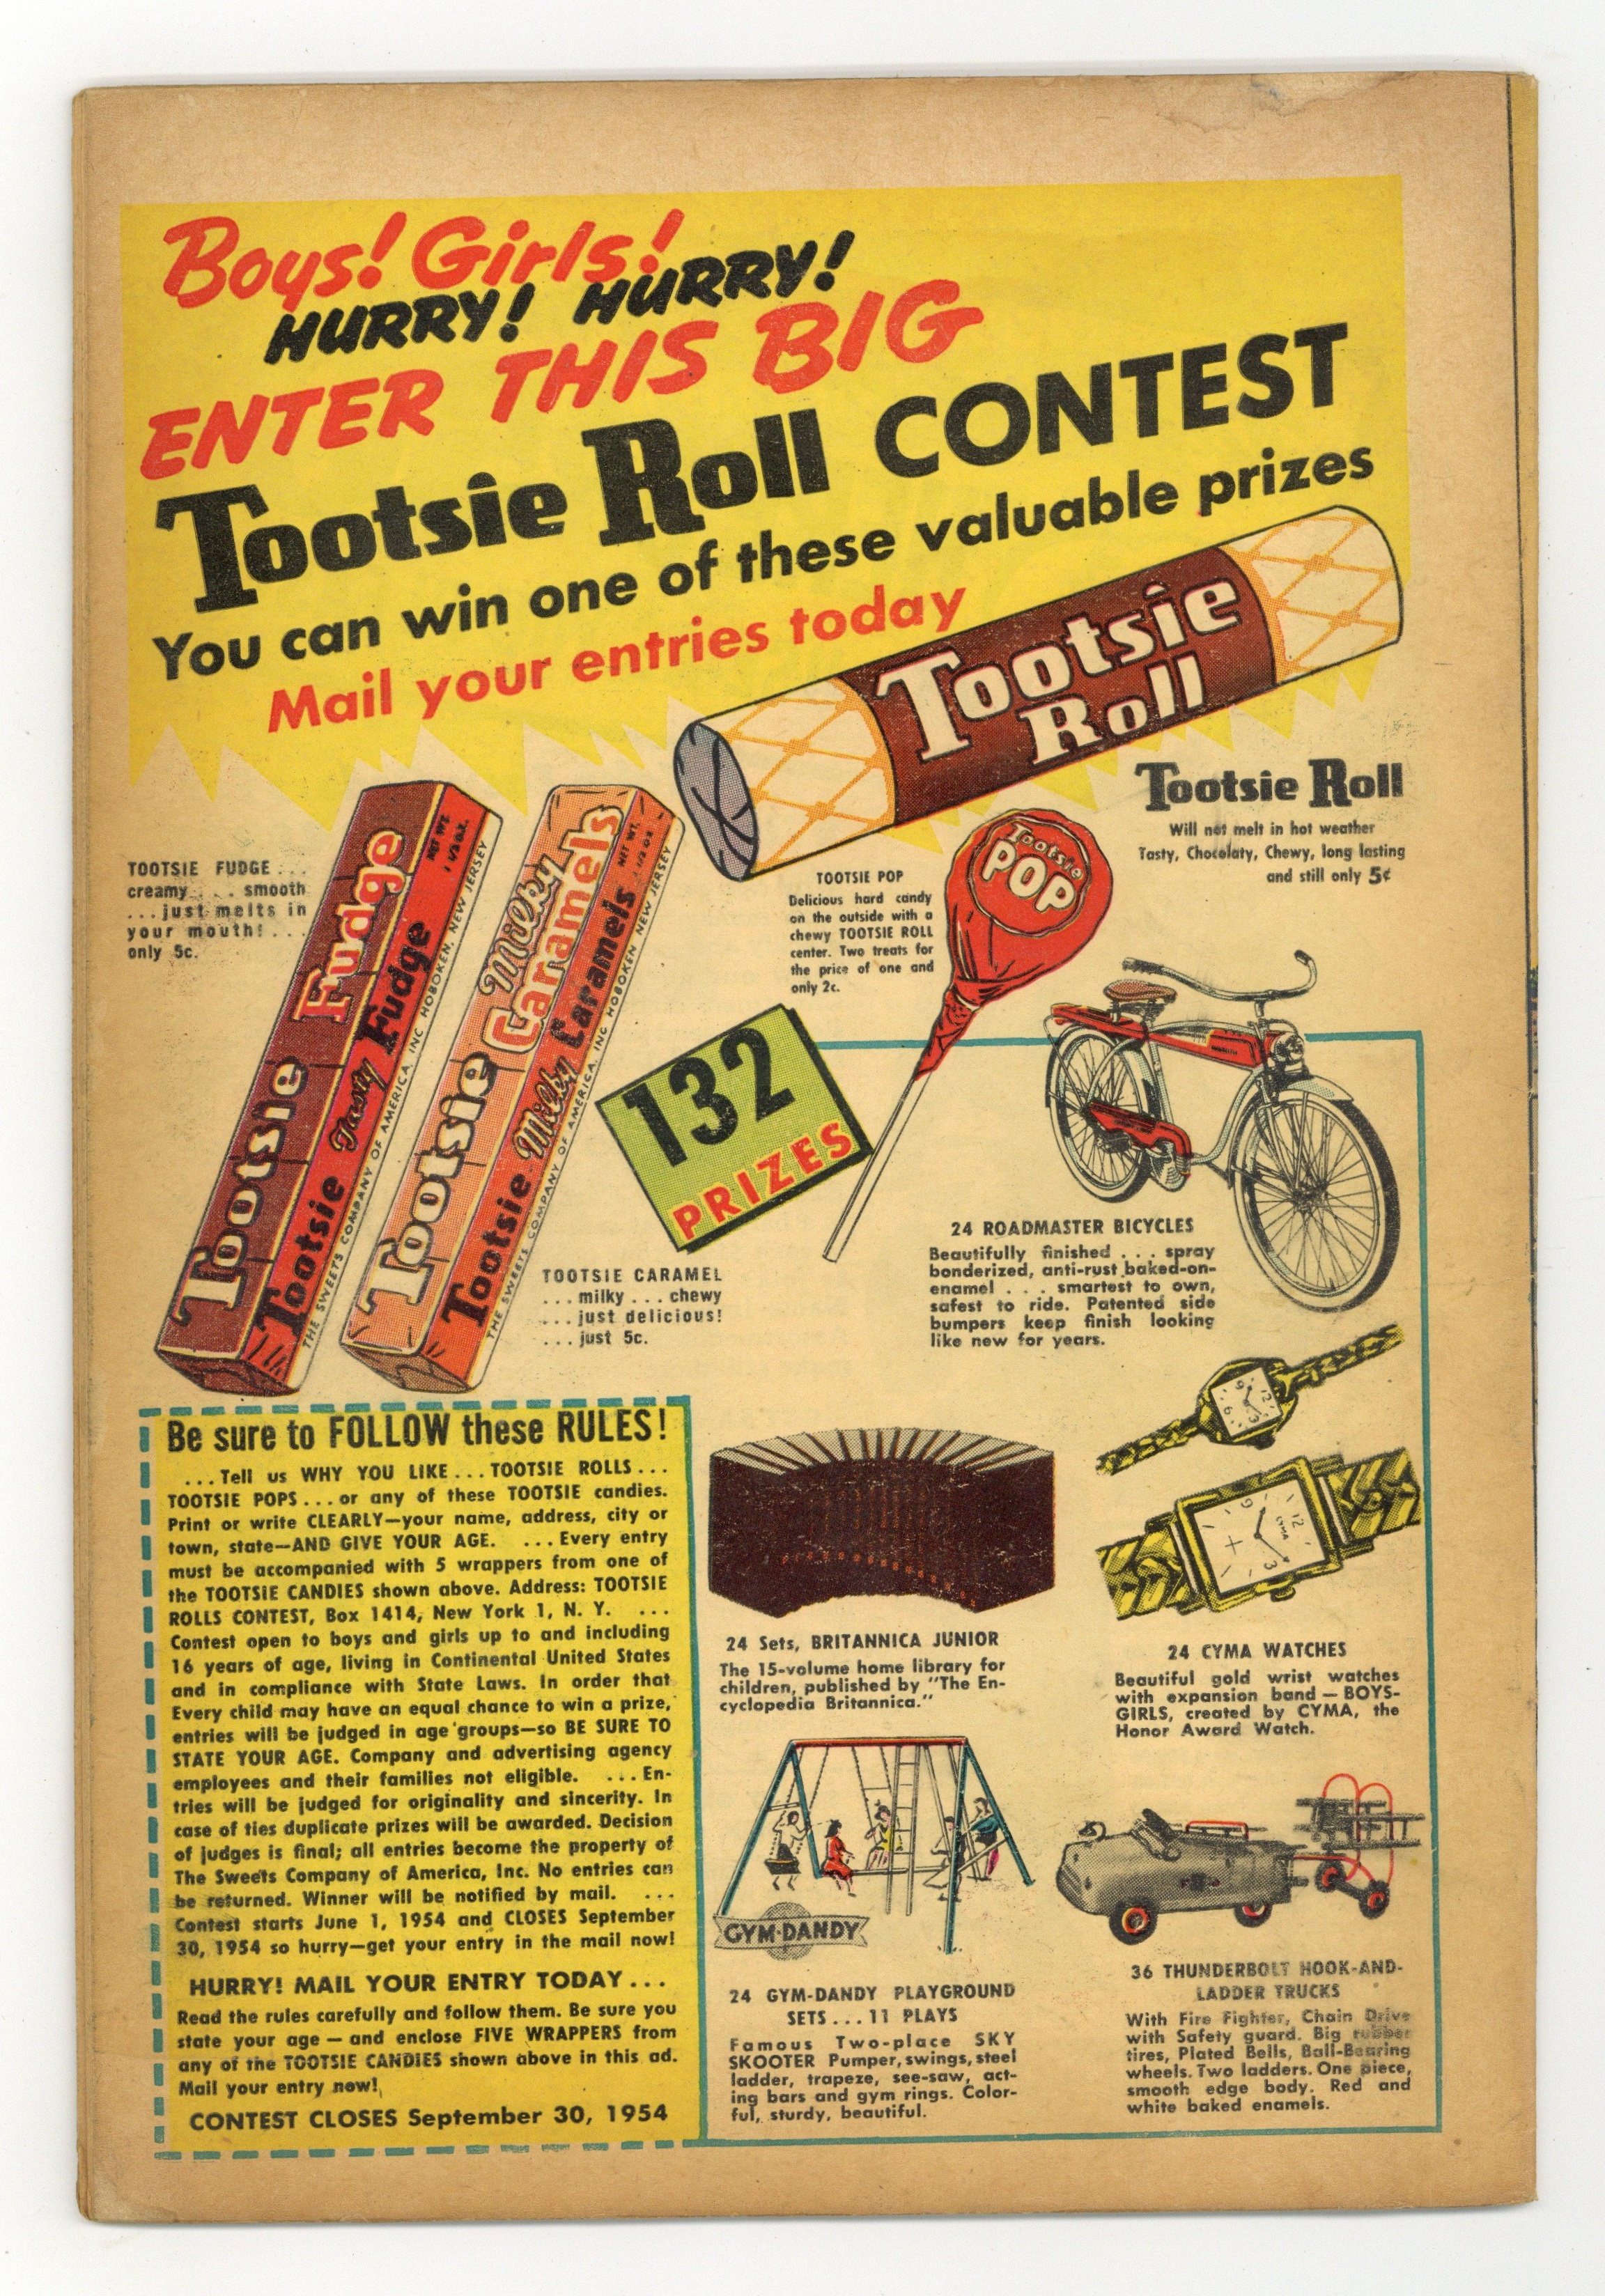 Boys! Girls!
HURRY! HURRY!
ENTER THIS BIG
Tootsie Roll CONTEST
You can win one of these valuable prizes
Mail your entries today
Tootsie
Roll
Tootsie Roll
Will not melt in hot weather
Tasty, Chocolaty, Chewy, long lasting
and still only 5¢
TOOTSIE FUDGE ...
creamy ... smooth
... just melts in
your mouth! ...
only 5c.
Tootsie Fudge
Tootsie Tasty Fudge
NET WT.
1 1/2 OZ.
THE SWEETS COMPANY OF AMERICA, INC HOBOKEN, NEW JERSEY
Tootsie Milky Caramels
Tootsie Milky Caramels
NET WT.
1 1/2 OZ
THE SWEETS COMPANY OF AMERICA, INC HOBOKEN NEW JERSEY
TOOTSIE CARAMEL
... milky ... chewy
... just delicious!
... just 5c.
TOOTSIE POP
Delicious hard candy
on the outside with a
chewy TOOTSIE ROLL
center. Two treats for
the price of one and
only 2c.
Tootsie
POP
132
PRIZES
24 ROADMASTER BICYCLES
Beautifully finished . . . spray
bonderized, anti-rust baked-on-
enamel . . . smartest to own,
safest to ride. Patented side
bumpers keep finish looking
like new for years.
Be sure to FOLLOW these RULES!
...Tell us WHY YOU LIKE...TOOTSIE ROLLS...
TOOTSIE POPS...or any of these TOOTSIE candies.
Print or write CLEARLY—your name, address, city or
town, state—AND GIVE YOUR AGE. ...Every entry
must be accompanied with 5 wrappers from one of
the TOOTSIE CANDIES shown above. Address: TOOTSIE
ROLLS CONTEST, Box 1414, New York 1, N. Y. ...
Contest open to boys and girls up to and including
16 years of age, living in Continental United States
and in compliance with State Laws. In order that
Every child may have an equal chance to win a prize,
entries will be judged in age groups—so BE SURE TO
STATE YOUR AGE. Company and advertising agency
employees and their families not eligible. ...En-
tries will be judged for originality and sincerity. In
case of ties duplicate prizes will be awarded. Decision
of judges is final; all entries become the property of
The Sweets Company of America, Inc. No entries can
be returned. Winner will be notified by mail. ...
Contest starts June 1, 1954 and CLOSES September
30, 1954 so hurry—get your entry in the mail now!
HURRY! MAIL YOUR ENTRY TODAY...
Read the rules carefully and follow them. Be sure you
state your age — and enclose FIVE WRAPPERS from
any of the TOOTSIE CANDIES shown above in this ad.
Mail your entry now!
CONTEST CLOSES September 30, 1954
24 Sets, BRITANNICA JUNIOR
The 15-volume home library for
children, published by "The En-
cyclopedia Britannica."
12
3
6
9
12
CYMA
3
9
24 CYMA WATCHES
Beautiful gold wrist watches
with expansion band — BOYS-
GIRLS, created by CYMA, the
Honor Award Watch.
GYM-DANDY
24 GYM-DANDY PLAYGROUND
SETS...11 PLAYS
Famous Two-place SKY
SKOOTER Pumper, swings, steel
ladder, trapeze, see-saw, act-
ing bars and gym rings. Color-
ful, sturdy, beautiful.
36 THUNDERBOLT HOOK-AND-
LADDER TRUCKS
With Fire Fighter, Chain Drive
with Safety guard. Big rubber
tires, Plated Bells, Ball-Bearing
wheels. Two ladders. One piece,
smooth edge body. Red and
white baked enamels.